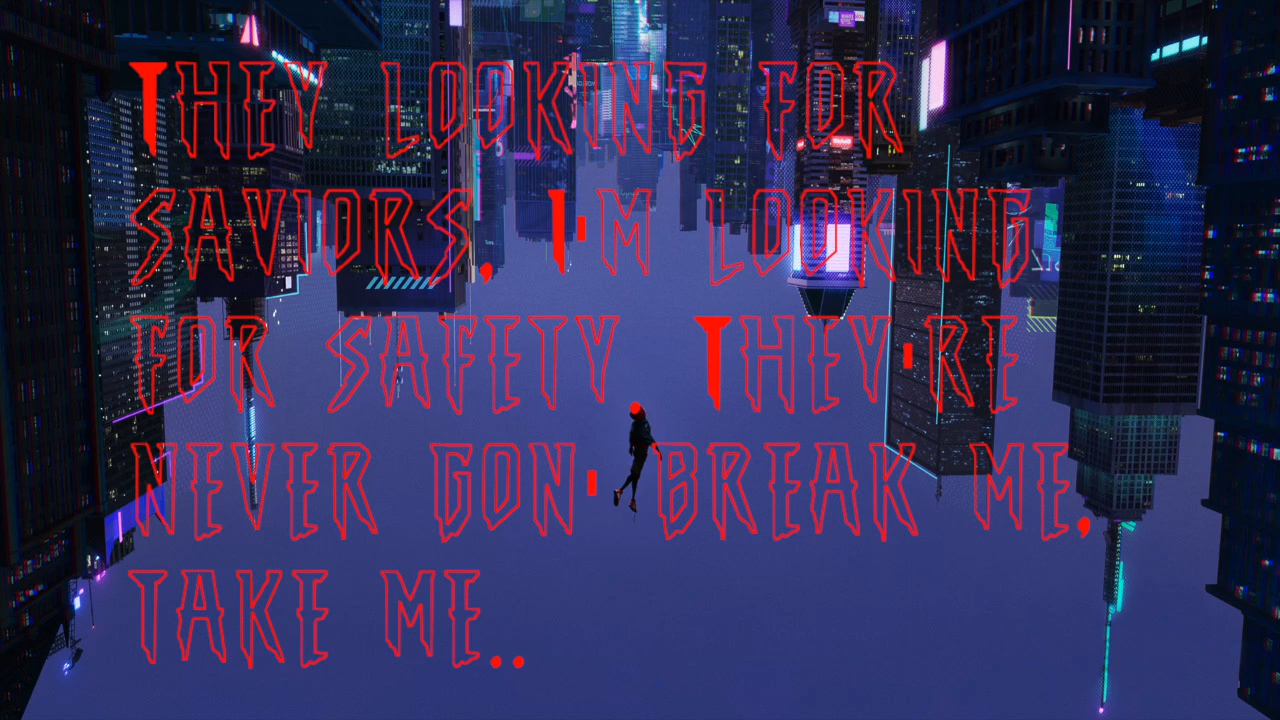 They looking for
saviors, I'm looking
for safety They're
never gon' break me,
take me..